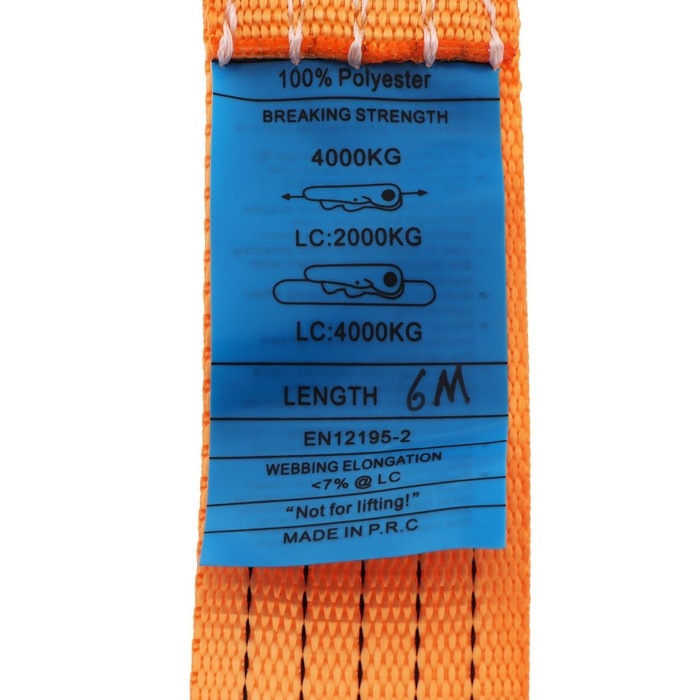 100% Polyester
BREAKING STRENGTH
4000KG
LC:2000KG
LC:4000KG
LENGTH 6M
EN12195-2
WEBBING ELONGATION
<7% @ LC
“Not for lifting!”
MADE IN P.R.C